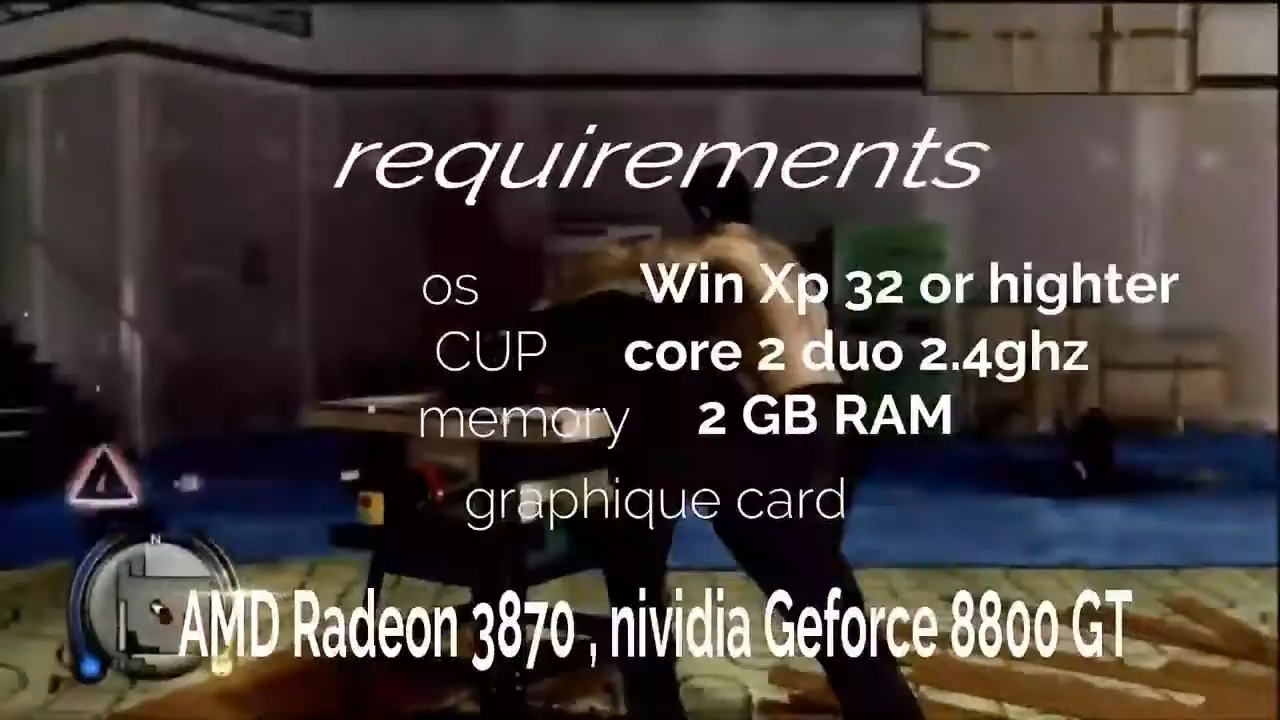 requirements
os Win Xp 32 or highter
CUP core 2 duo 2.4ghz
memory 2 GB RAM
graphique card
N
AMD Radeon 3870 , nividia Geforce 8800 GT